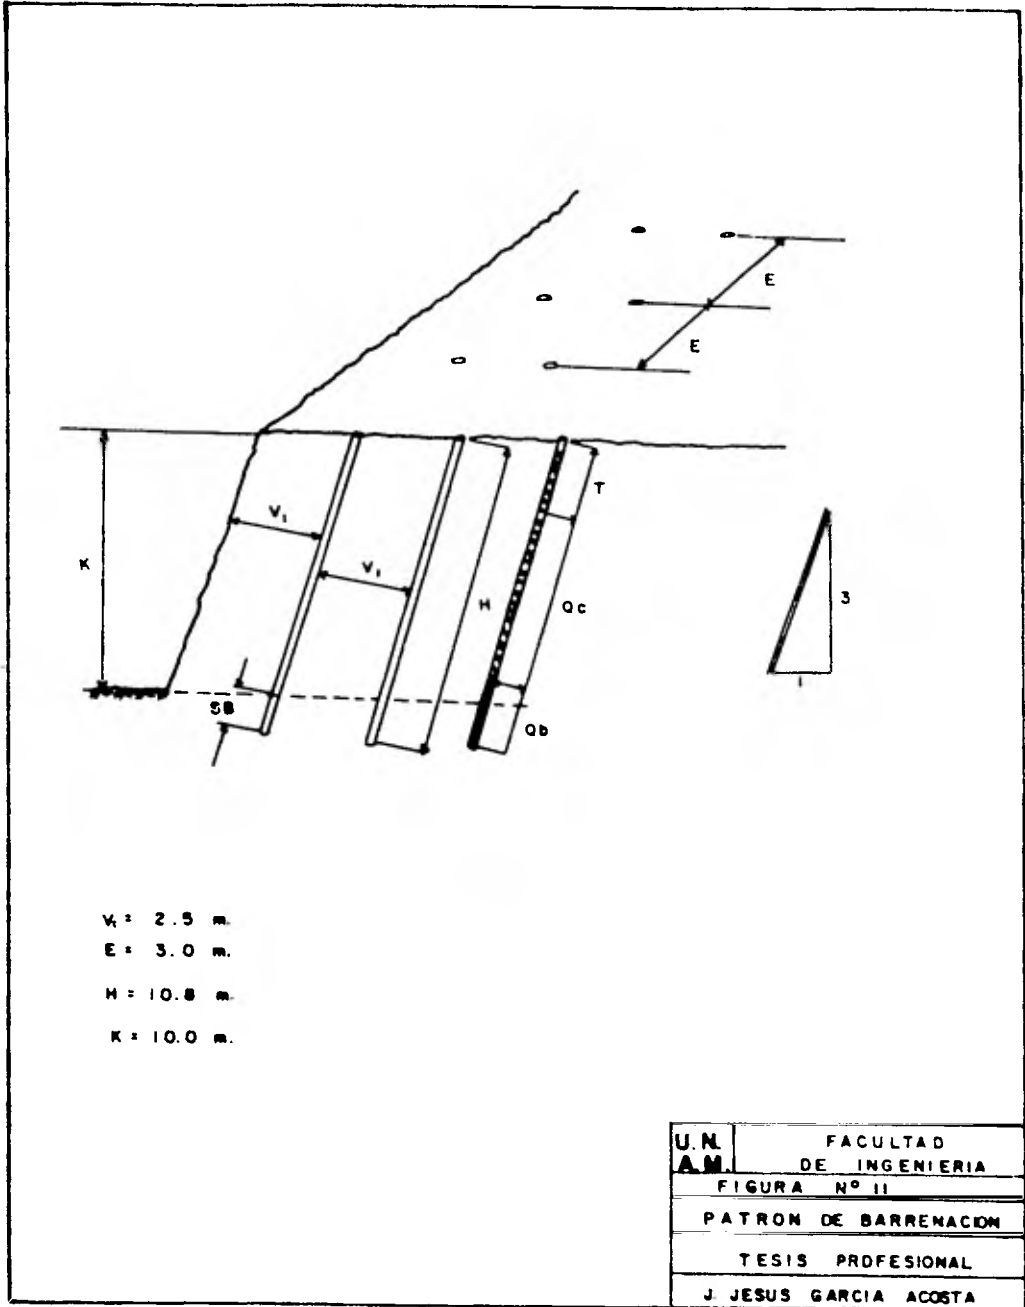 E
E
T
V₁
K
V₁
H
Qc
3
1
SB
Qb
V₁= 2.5 m.
E = 3.0 m.
H = 10.8 m.
K = 10.0 m.
U.N.A.M.
FACULTAD
DE INGENIERIA
FIGURA Nº 11
PATRON DE BARRENACION
TESIS PROFESIONAL
J. JESUS GARCIA ACOSTA